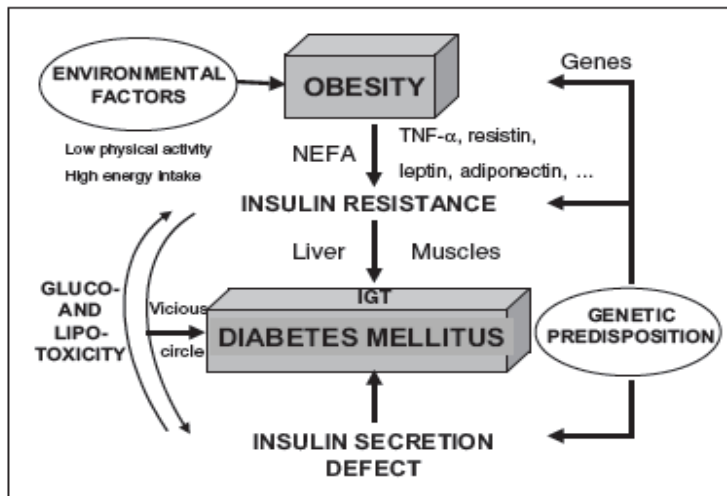 ENVIRONMENTAL
FACTORS
Low physical activity
High energy Intake
OBESITY
Genes
NEFA
TNF-α, resistin,
leptin, adiponectin, ...
INSULIN RESISTANCE
Liver
Muscles
GLUCO-
AND
LIPO-
TOXICITY
Vicious
circle
IGT
DIABETES MELLITUS
GENETIC
PREDISPOSITION
INSULIN SECRETION
DEFECT